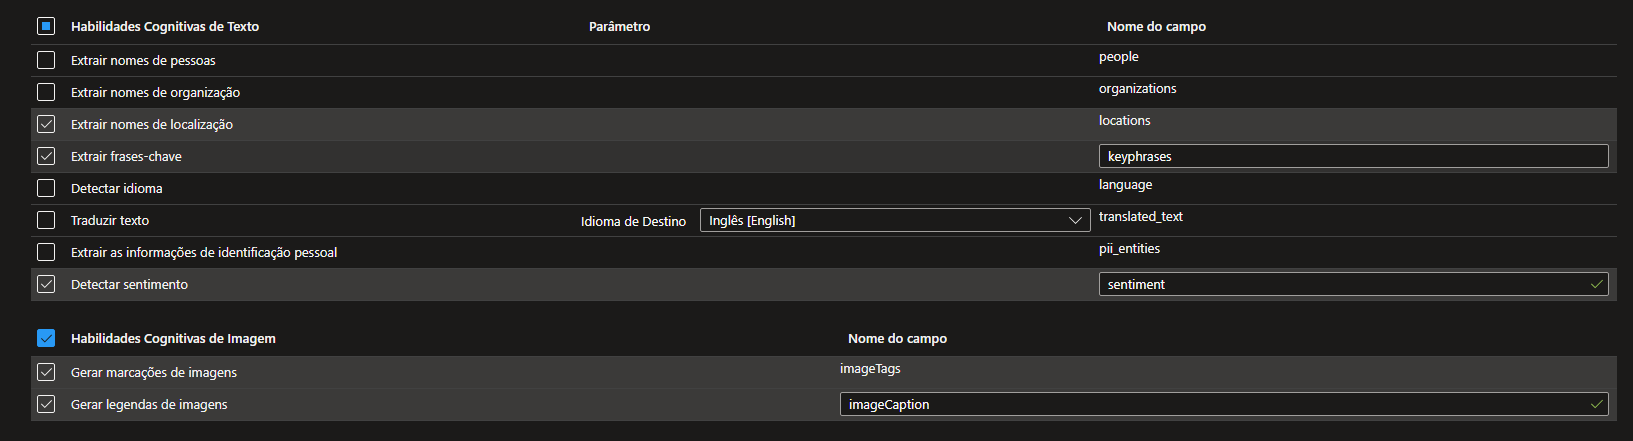 Habilidades Cognitivas de Texto Parâmetro Nome do campo
Extrair nomes de pessoas people
Extrair nomes de organização organizations
Extrair nomes de localização locations
Extrair frases-chave keyphrases
Detectar idioma language
Traduzir texto Idioma de Destino Inglês [English] translated_text
Extrair as informações de identificação pessoal pii_entities
Detectar sentimento sentiment
Habilidades Cognitivas de Imagem Nome do campo
Gerar marcações de imagens imageTags
Gerar legendas de imagens imageCaption